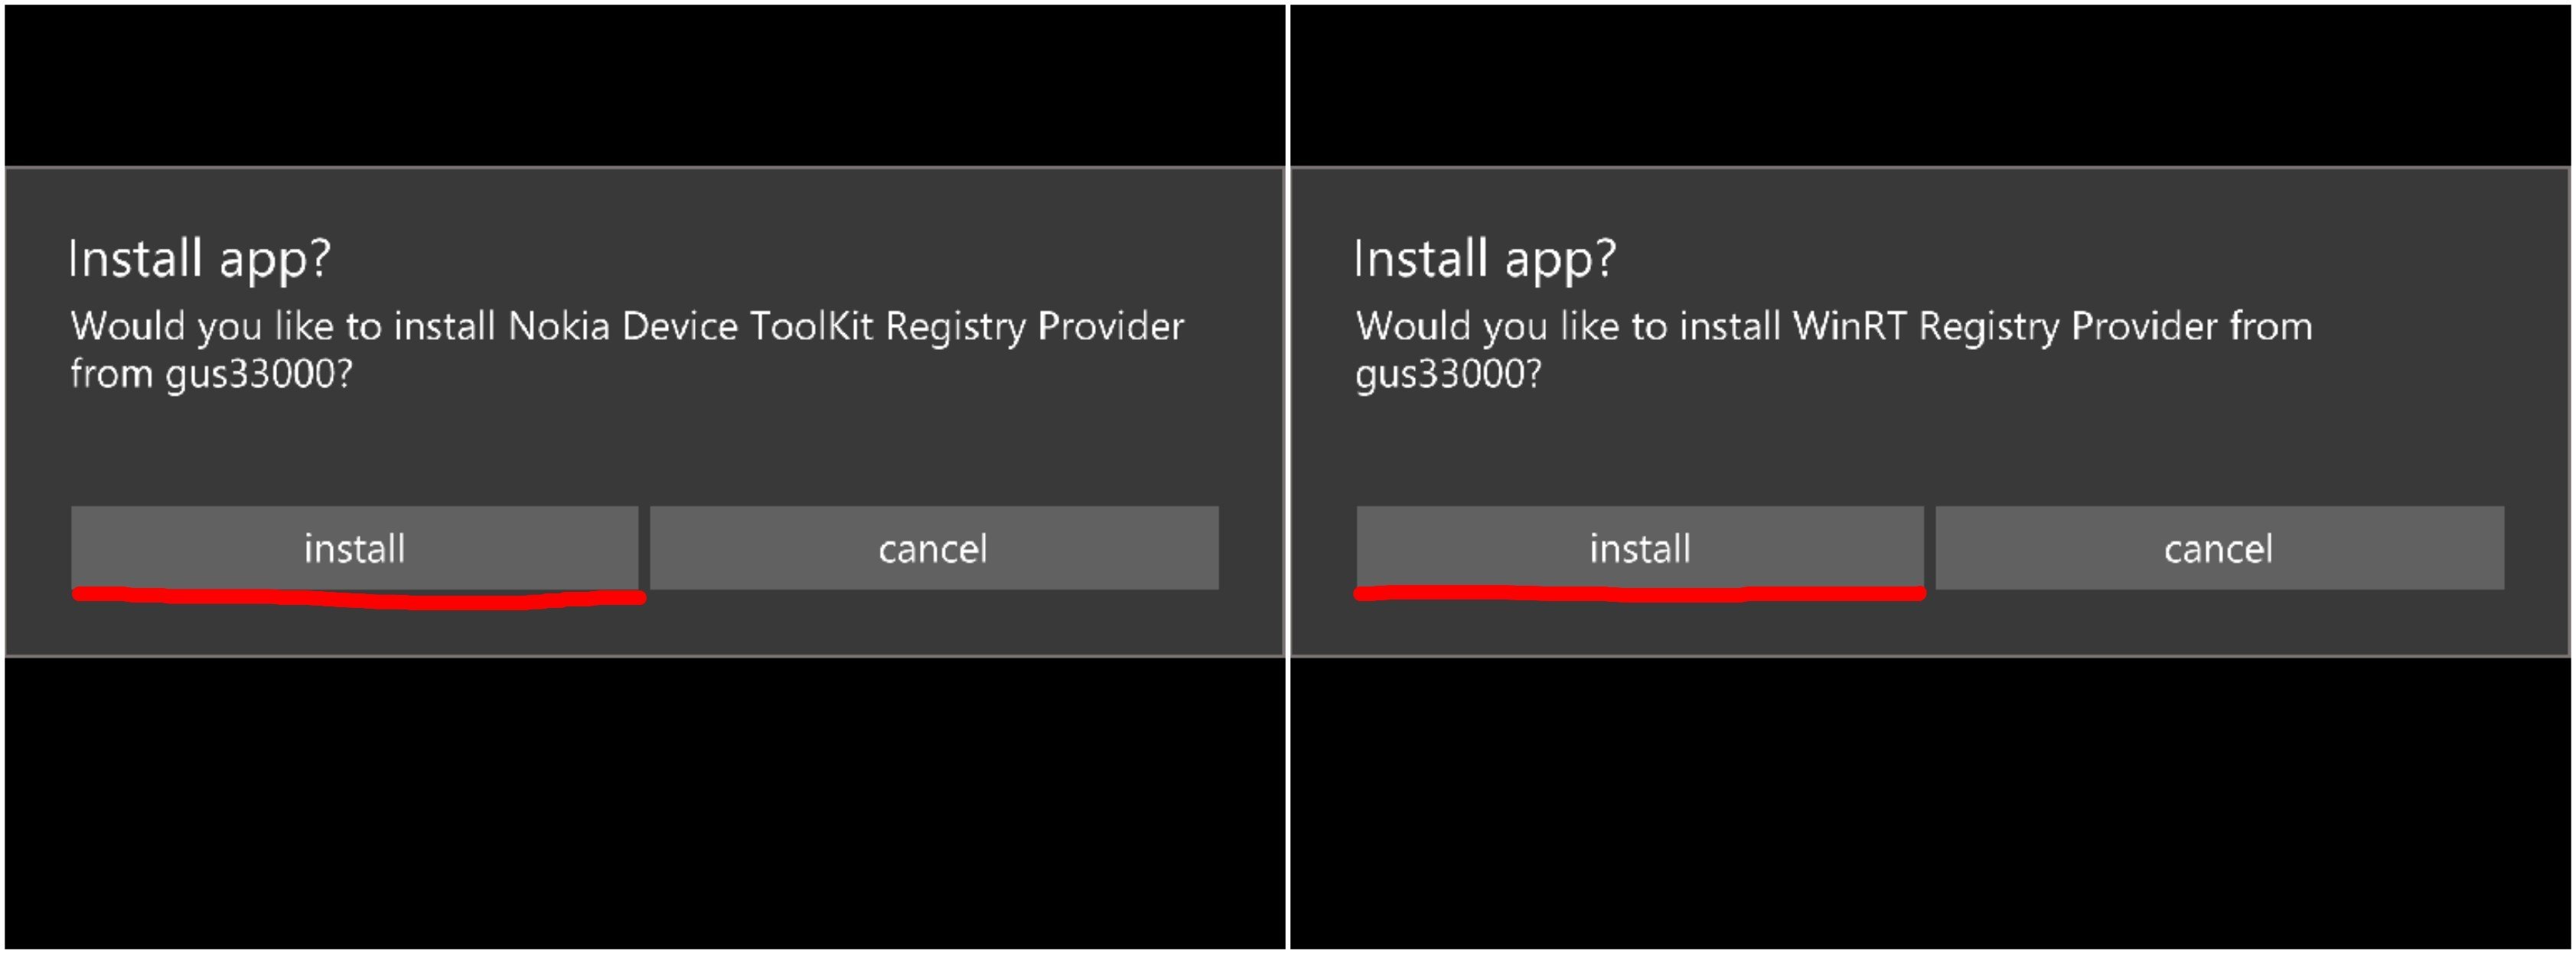 Install app?
Would you like to install Nokia Device ToolKit Registry Provider
from gus33000?
install
cancel
Install app?
Would you like to install WinRT Registry Provider from
gus33000?
install
cancel